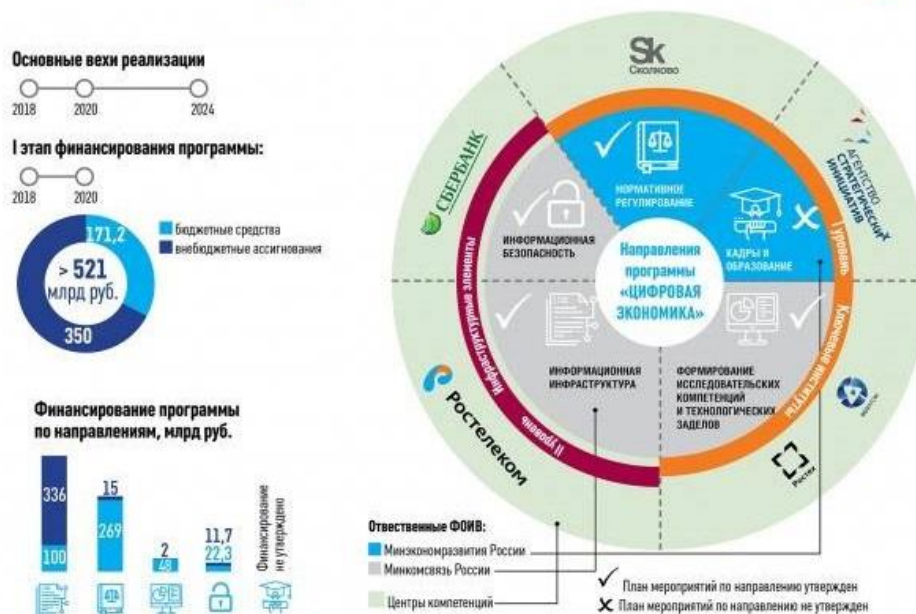 Основные вехи реализации
2018 2020 2024
I этап финансирования программы:
2018 2020
171,2
> 521
млрд руб.
350
бюджетные средства
внебюджетные ассигнования
Финансирование программы
по направлениям, млрд руб.
336
100
15
269
2
48
11,7
22,3
Финансирование
не утверждено
Sk
Сколково
АГЕНТСТВО
СТРАТЕГИЧЕСКИХ
ИНИЦИАТИВ
СБЕРБАНК
Ростелеком
Ростех
I уровень
Ключевые институты
II уровень
Инфраструктурные элементы
НОРМАТИВНОЕ
РЕГУЛИРОВАНИЕ
КАДРЫ И
ОБРАЗОВАНИЕ
ИНФОРМАЦИОННАЯ
БЕЗОПАСНОСТЬ
Направления
программы
«ЦИФРОВАЯ
ЭКОНОМИКА»
ИНФОРМАЦИОННАЯ
ИНФРАСТРУКТУРА
ФОРМИРОВАНИЕ
ИССЛЕДОВАТЕЛЬСКИХ
КОМПЕТЕНЦИЙ
И ТЕХНОЛОГИЧЕСКИХ
ЗАДЕЛОВ
Отвественные ФОИВ:
Минэкономразвития России
Минкомсвязь России
Центры компетенций
План мероприятий по направлению утвержден
План мероприятий по направлению не утвержден